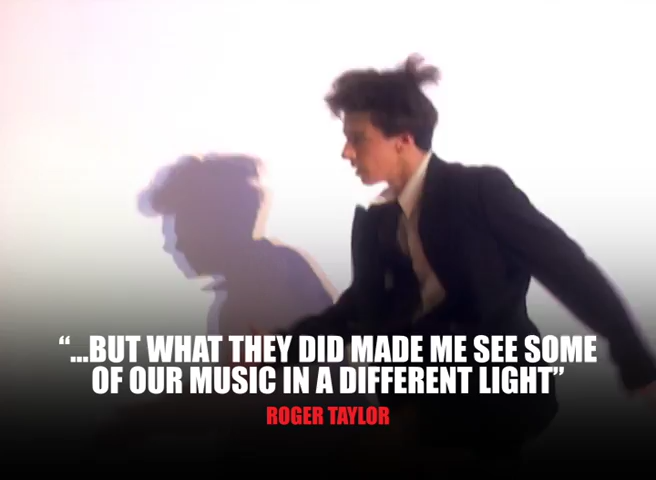 “...BUT WHAT THEY DID MADE ME SEE SOME
OF OUR MUSIC IN A DIFFERENT LIGHT”
ROGER TAYLOR